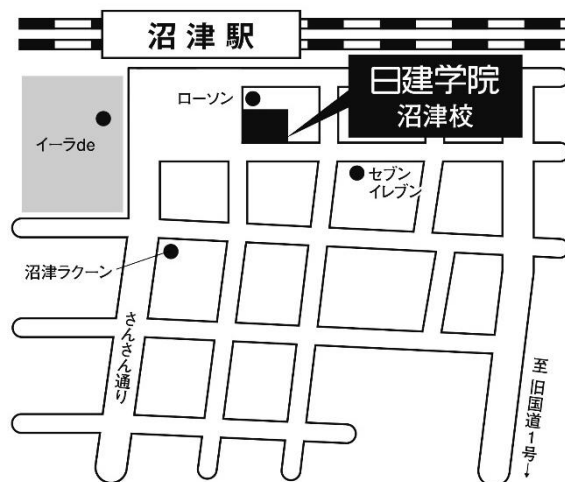 沼津駅
日建学院
沼津校
ローソン
イーラde
セブン
イレブン
沼津ラクーン
さんさん通り
至旧国道1号→